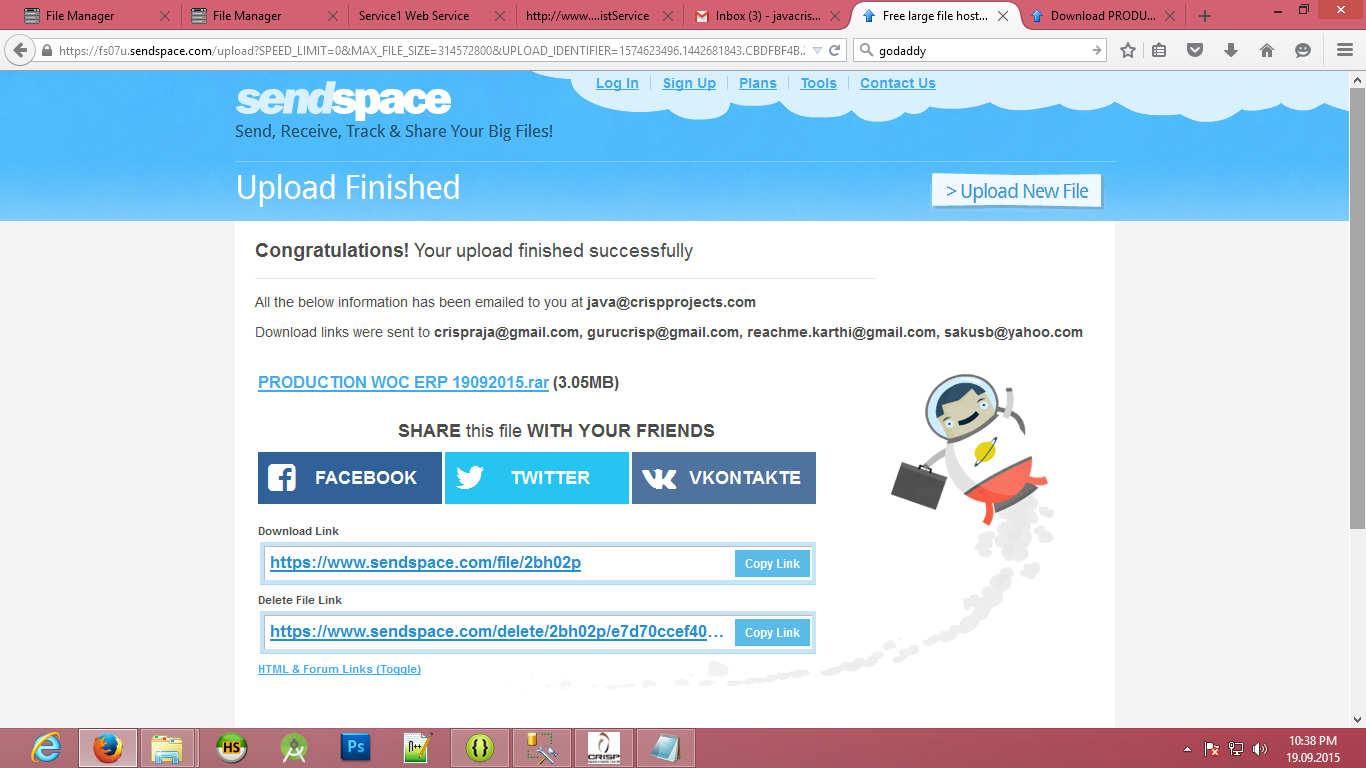 File Manager
File Manager
Service1 Web Service
http://www....istService
Inbox (3) - javacris...
Free large file host...
Download PRODU...
https://fs07u.sendspace.com/upload?SPEED_LIMIT=0&MAX_FILE_SIZE=314572800&UPLOAD_IDENTIFIER=1574623496.1442681843.CBDFBF4B.
godaddy
sendspace
Log In
Sign Up
Plans
Tools
Contact Us
Send, Receive, Track & Share Your Big Files!
Upload Finished
> Upload New File
Congratulations! Your upload finished successfully
All the below information has been emailed to you at java@crispprojects.com
Download links were sent to crispraja@gmail.com, gurucrisp@gmail.com, reachme.karthi@gmail.com, sakusb@yahoo.com
PRODUCTION WOC ERP 19092015.rar (3.05MB)
SHARE this file WITH YOUR FRIENDS
FACEBOOK
TWITTER
VKONTAKTE
Download Link
https://www.sendspace.com/file/2bh02p
Copy Link
Delete File Link
https://www.sendspace.com/delete/2bh02p/e7d70ccef40...
Copy Link
HTML & Forum Links (Toggle)
HS
Ps
CRISP
10:38 PM
19.09.2015